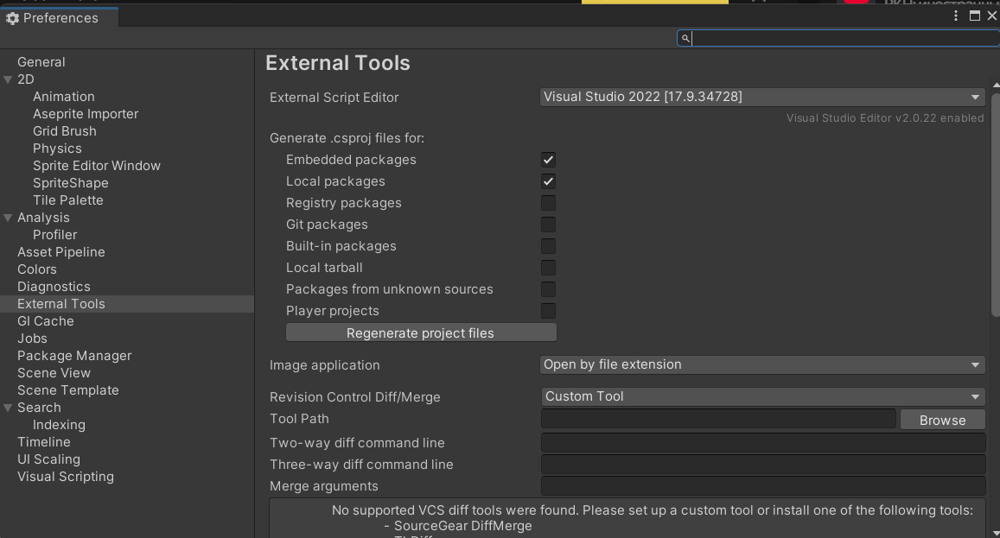 Preferences
General
2D
Animation
Aseprite Importer
Grid Brush
Physics
Sprite Editor Window
SpriteShape
Tile Palette
Analysis
Profiler
Asset Pipeline
Colors
Diagnostics
External Tools
GI Cache
Jobs
Package Manager
Scene View
Scene Template
Search
Indexing
Timeline
UI Scaling
Visual Scripting
External Tools
External Script Editor Visual Studio 2022 [17.9.34728]
Visual Studio Editor v2.0.22 enabled
Generate .csproj files for:
Embedded packages
Local packages
Registry packages
Git packages
Built-in packages
Local tarball
Packages from unknown sources
Player projects
Regenerate project files
Image application Open by file extension
Revision Control Diff/Merge Custom Tool
Tool Path Browse
Two-way diff command line
Three-way diff command line
Merge arguments
No supported VCS diff tools were found. Please set up a custom tool or install one of the following tools:
- SourceGear DiffMerge